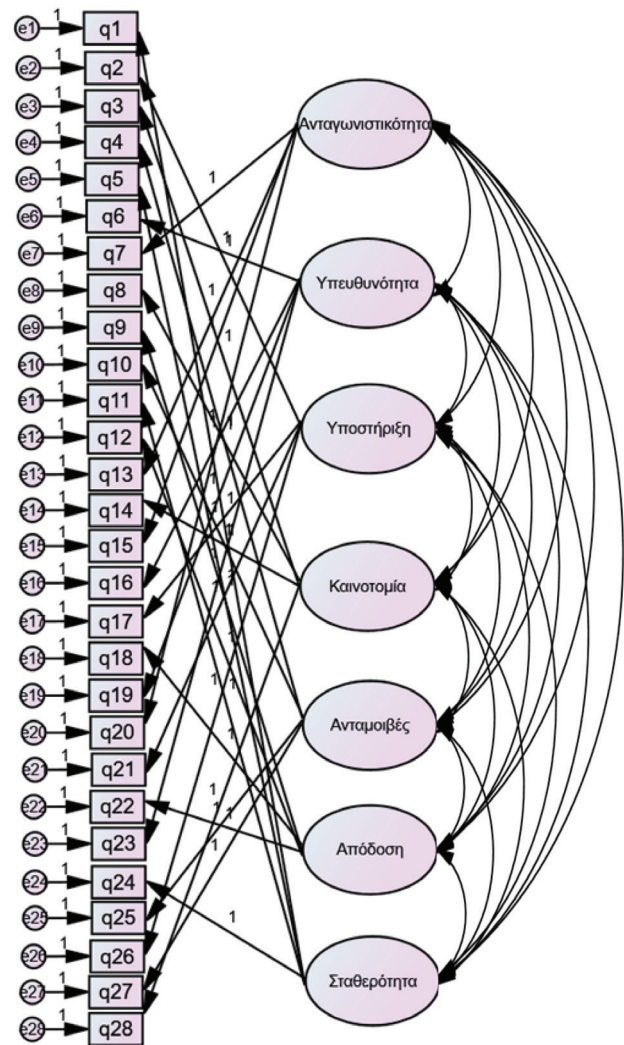 e1 1 q1
e2 1 q2
e3 1 q3
e4 1 q4
e5 1 q5
e6 1 q6
e7 1 q7
e8 1 q8
e9 1 q9
e10 1 q10
e11 1 q11
e12 1 q12
e13 1 q13
e14 1 q14
e15 1 q15
e16 1 q16
e17 1 q17
e18 1 q18
e19 1 q19
e20 1 q20
e21 1 q21
e22 1 q22
e23 1 q23
e24 1 q24
e25 1 q25
e26 1 q26
e27 1 q27
e28 1 q28
Ανταγωνιστικότητα
Υπευθυνότητα
Υποστήριξη
Καινοτομία
Ανταμοιβές
Απόδοση
Σταθερότητα